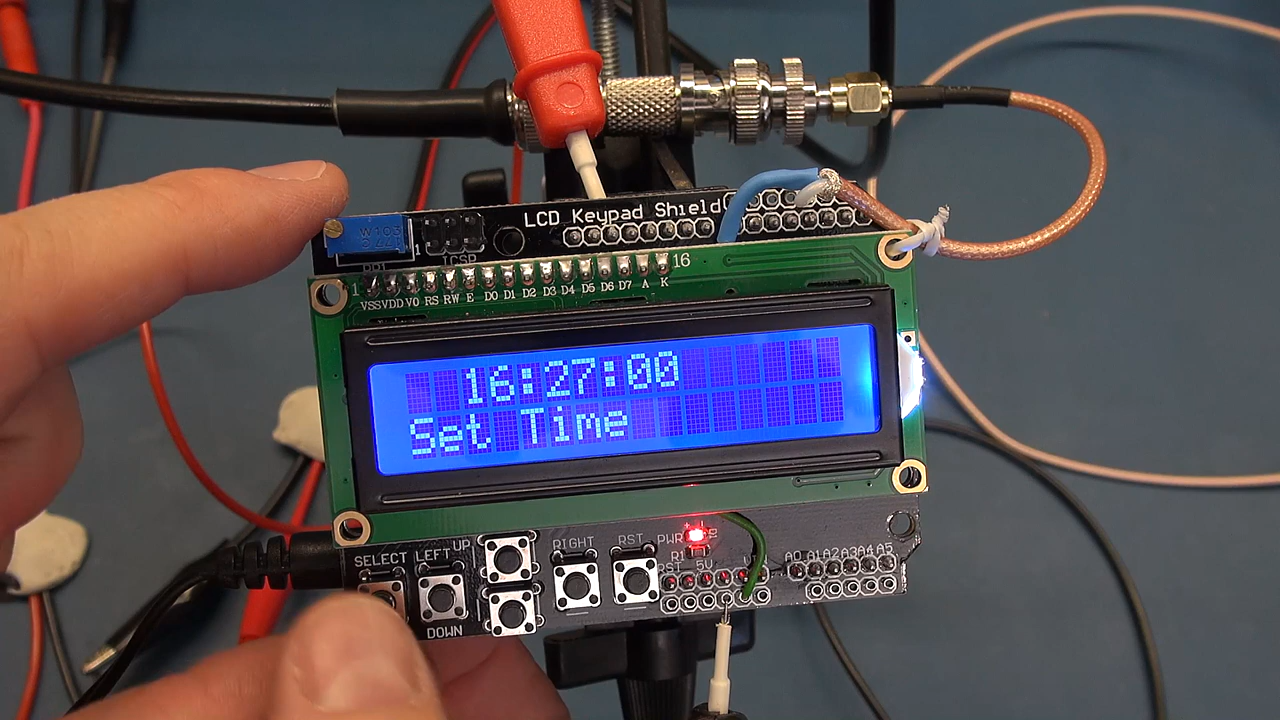 LCD Keypad Shield
W103
ICSP
1
16
VSS VDD V0 RS RW E D0 D1 D2 D3 D4 D5 D6 D7 A K
16:27:00
Set Time
SELECT LEFT UP RIGHT RST PWR
DOWN
R1
RST 5V
A0 A1 A2 A3 A4 A5